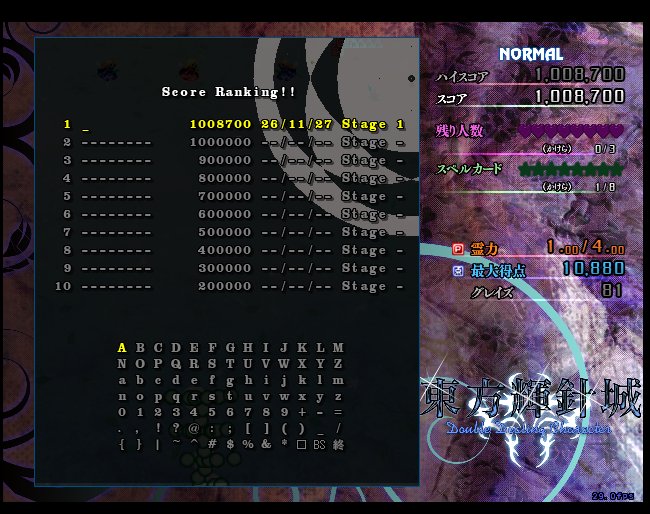 Score Ranking!!
1 _ 1008700 26/11/27 Stage 1
2 -------- 1000000 --/--/-- Stage -
3 -------- 900000 --/--/-- Stage -
4 -------- 800000 --/--/-- Stage -
5 -------- 700000 --/--/-- Stage -
6 -------- 600000 --/--/-- Stage -
7 -------- 500000 --/--/-- Stage -
8 -------- 400000 --/--/-- Stage -
9 -------- 300000 --/--/-- Stage -
10 -------- 200000 --/--/-- Stage -
A B C D E F G H I J K L M
N O P Q R S T U V W X Y Z
a b c d e f g h i j k l m
n o p q r s t u v w x y z
0 1 2 3 4 5 6 7 8 9 + - =
. , ! ? @ : ; [ ] ( ) _ /
{ } | ~ ^ # $ % & * □ BS 終
NORMAL
ハイスコア 1,008,700
スコア 1,008,700
残り人数
(かけら) 0/3
スペルカード
(かけら) 1/8
P 霊力 1.00/4.00
最大得点 10,880
グレイズ 81
東方輝針城
Double Dealing Character
29.0fps